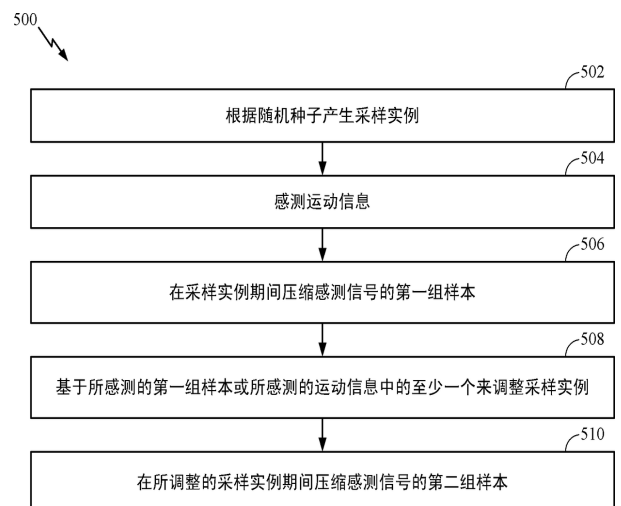 500
502
根据随机种子产生采样实例
504
感测运动信息
506
在采样实例期间压缩感测信号的第一组样本
508
基于所感测的第一组样本或所感测的运动信息中的至少一个来调整采样实例
510
在所调整的采样实例期间压缩感测信号的第二组样本